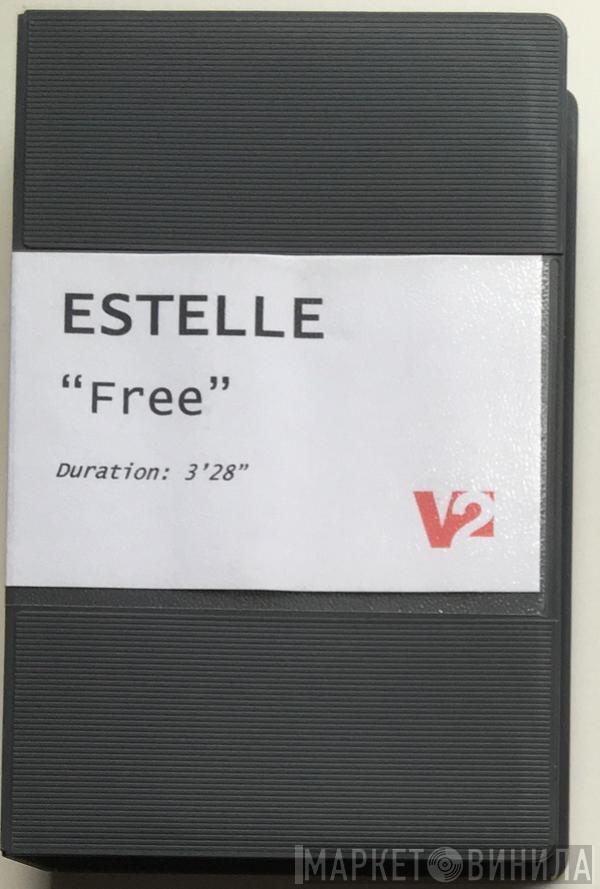 ESTELLE
“Free”
Duration: 3’28”
V2
МАРКЕТ ВИНИЛА